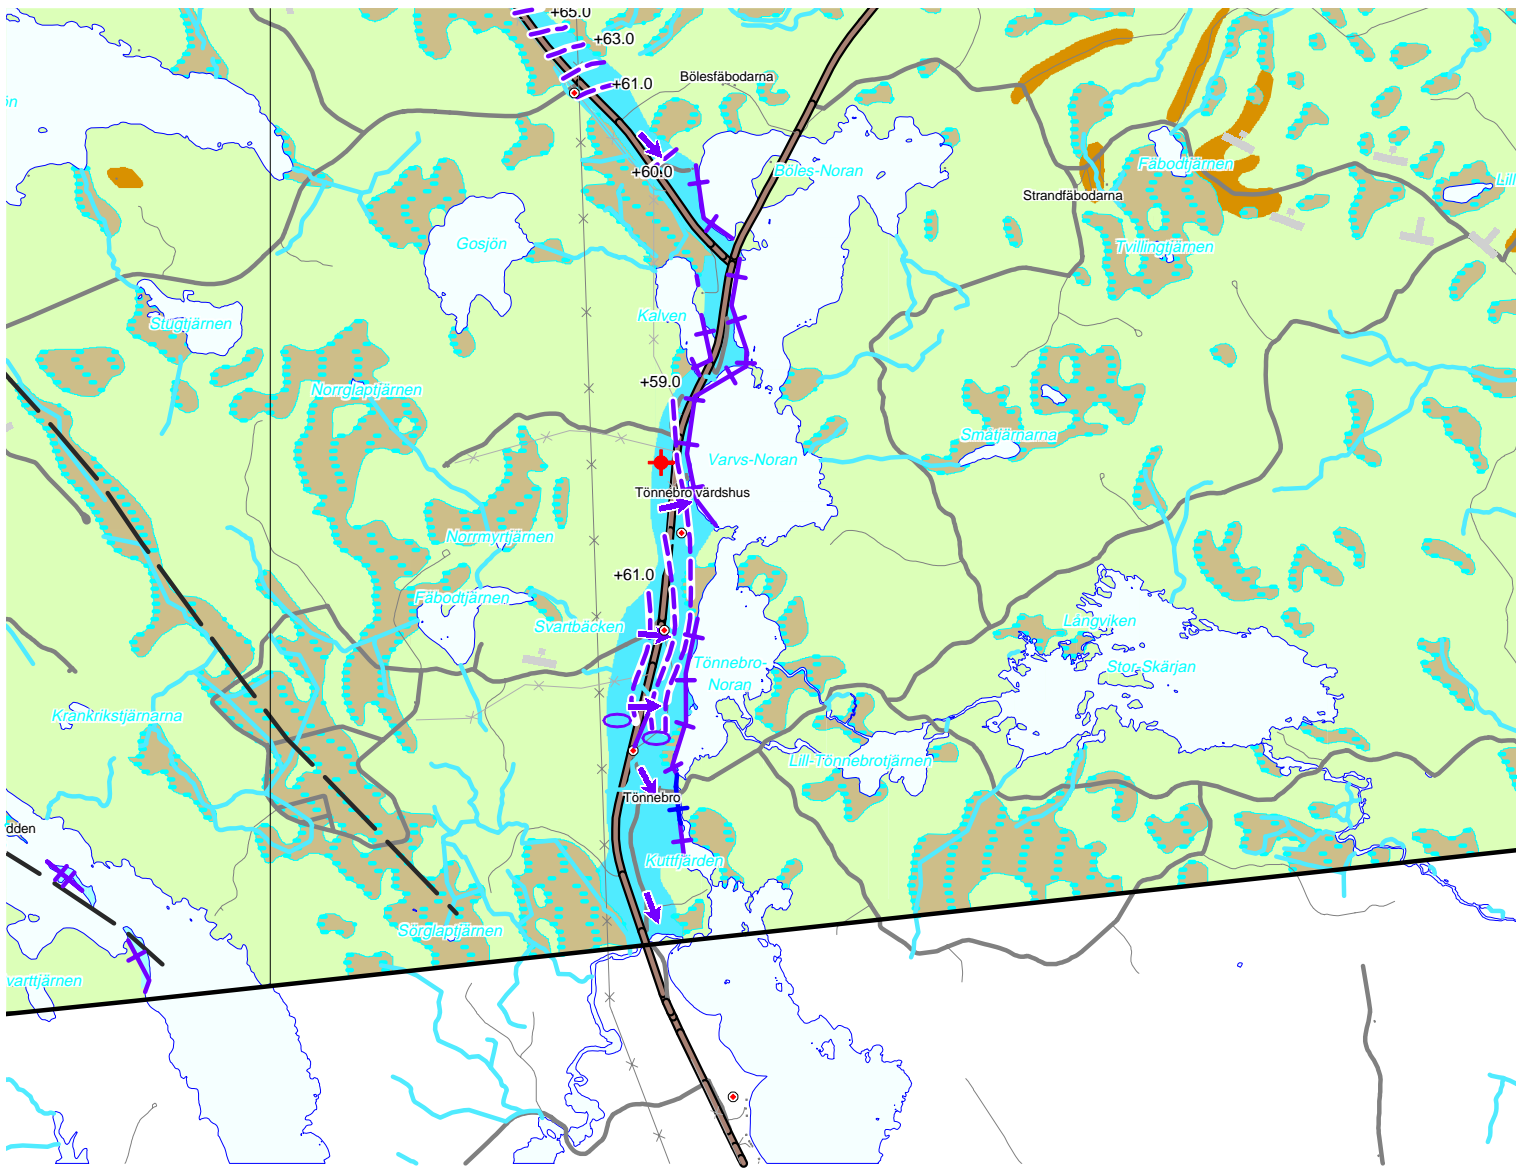 +65.0
+63.0
Bölesfäbodarna
+61.0
ön
Böles-Noran
Fäbodtjärnen
+60.0
Strandfäbodarna
Lill
Gosjön
Tvillingtjärnen
Kalven
Stugtjärnen
+59.0
Norrglaptjärnen
Småtjärnarna
Varvs-Noran
Tönnebro värdshus
Norrmyrtjärnen
+61.0
Fäbodtjärnen
Svartbäcken
Långviken
Tönnebro-
Noran
Stor-Skärjan
Krankrikstjärnarna
Lill-Tönnebrotjärnen
Tönnebro
dden
Kuttfjärden
Sörglaptjärnen
varttjärnen